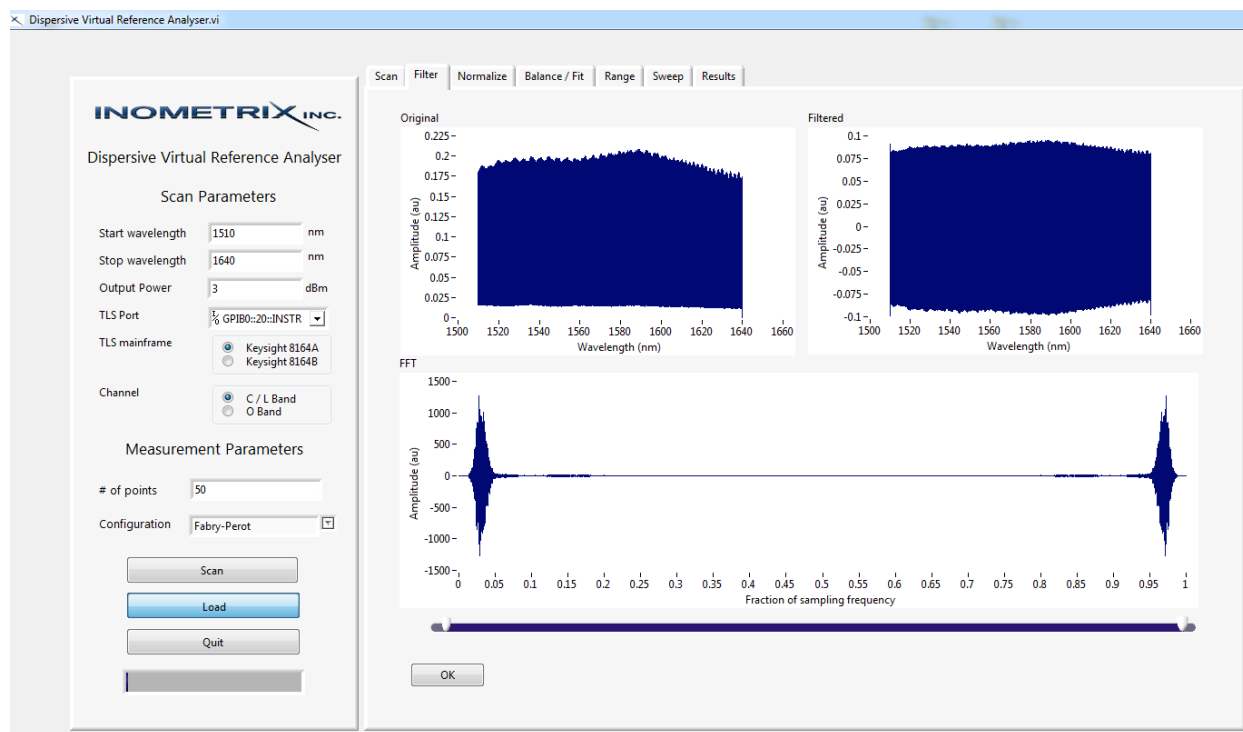 Dispersive Virtual Reference Analyser.vi
INOMETRIX INC.
Dispersive Virtual Reference Analyser
Scan Parameters
Start wavelength 1510 nm
Stop wavelength 1640 nm
Output Power 3 dBm
TLS Port GPIB0::20::INSTR
TLS mainframe Keysight 8164A
Keysight 8164B
Channel C / L Band
O Band
Measurement Parameters
# of points 50
Configuration Fabry-Perot
Scan
Load
Quit
Scan Filter Normalize Balance / Fit Range Sweep Results
Original
0.225
0.2
0.175
0.15
0.125
0.1
0.075
0.05
0.025
0
Amplitude (au)
1500 1520 1540 1560 1580 1600 1620 1640 1660
Wavelength (nm)
Filtered
0.1
0.075
0.05
0.025
0
-0.025
-0.05
-0.075
-0.1
Amplitude (au)
1500 1520 1540 1560 1580 1600 1620 1640 1660
Wavelength (nm)
FFT
1500
1000
500
0
-500
-1000
-1500
Amplitude (au)
0 0.05 0.1 0.15 0.2 0.25 0.3 0.35 0.4 0.45 0.5 0.55 0.6 0.65 0.7 0.75 0.8 0.85 0.9 0.95 1
Fraction of sampling frequency
OK